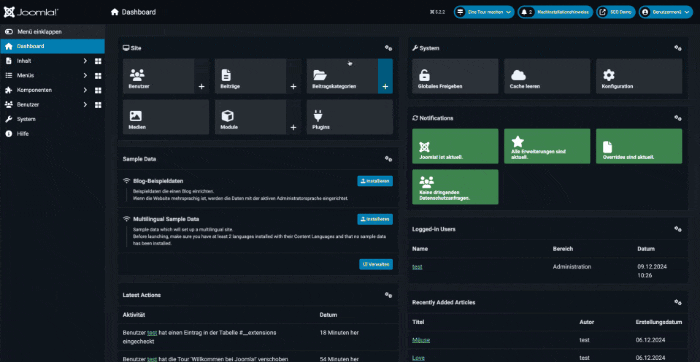 Joomla!
Dashboard
5.2.2
Eine Tour machen
2
Nachinstallationshinweise
SEO Demo
Benutzermenü
Menü einklappen
Dashboard
Inhalt
Menüs
Komponenten
Benutzer
System
Hilfe
Site
Benutzer
Beiträge
Beitragskategorien
Medien
Module
Plugins
Sample Data
Blog-Beispieldaten
Installieren
Beispieldaten die einen Blog einrichten.
Wenn die Website mehrsprachig ist, werden die Daten mit der aktiven Administrationssprache eingerichtet.
Multilingual Sample Data
Installieren
Sample data which will set up a multilingual site.
Before launching, make sure you have at least 2 languages installed with their Content Languages and that no sample data
has been installed.
Verwalten
Latest Actions
Aktivität Datum
Benutzer test hat einen Eintrag in der Tabelle #__extensions
eingecheckt
18 Minuten her
Benutzer test hat die Tour 'Willkommen bei Joomla!' verschoben
54 Minuten her
System
Globales Freigeben
Cache leeren
Konfiguration
Notifications
Joomla ist aktuell.
Alle Erweiterungen sind
aktuell.
Overrides sind aktuell.
Keine dringenden
Datenschutzanfragen.
Logged-in Users
Name Bereich Datum
test Administration 09.12.2024
10:26
Recently Added Articles
Titel Autor Erstellungsdatum
Mäuse test 06.12.2024
Love test 06.12.2024